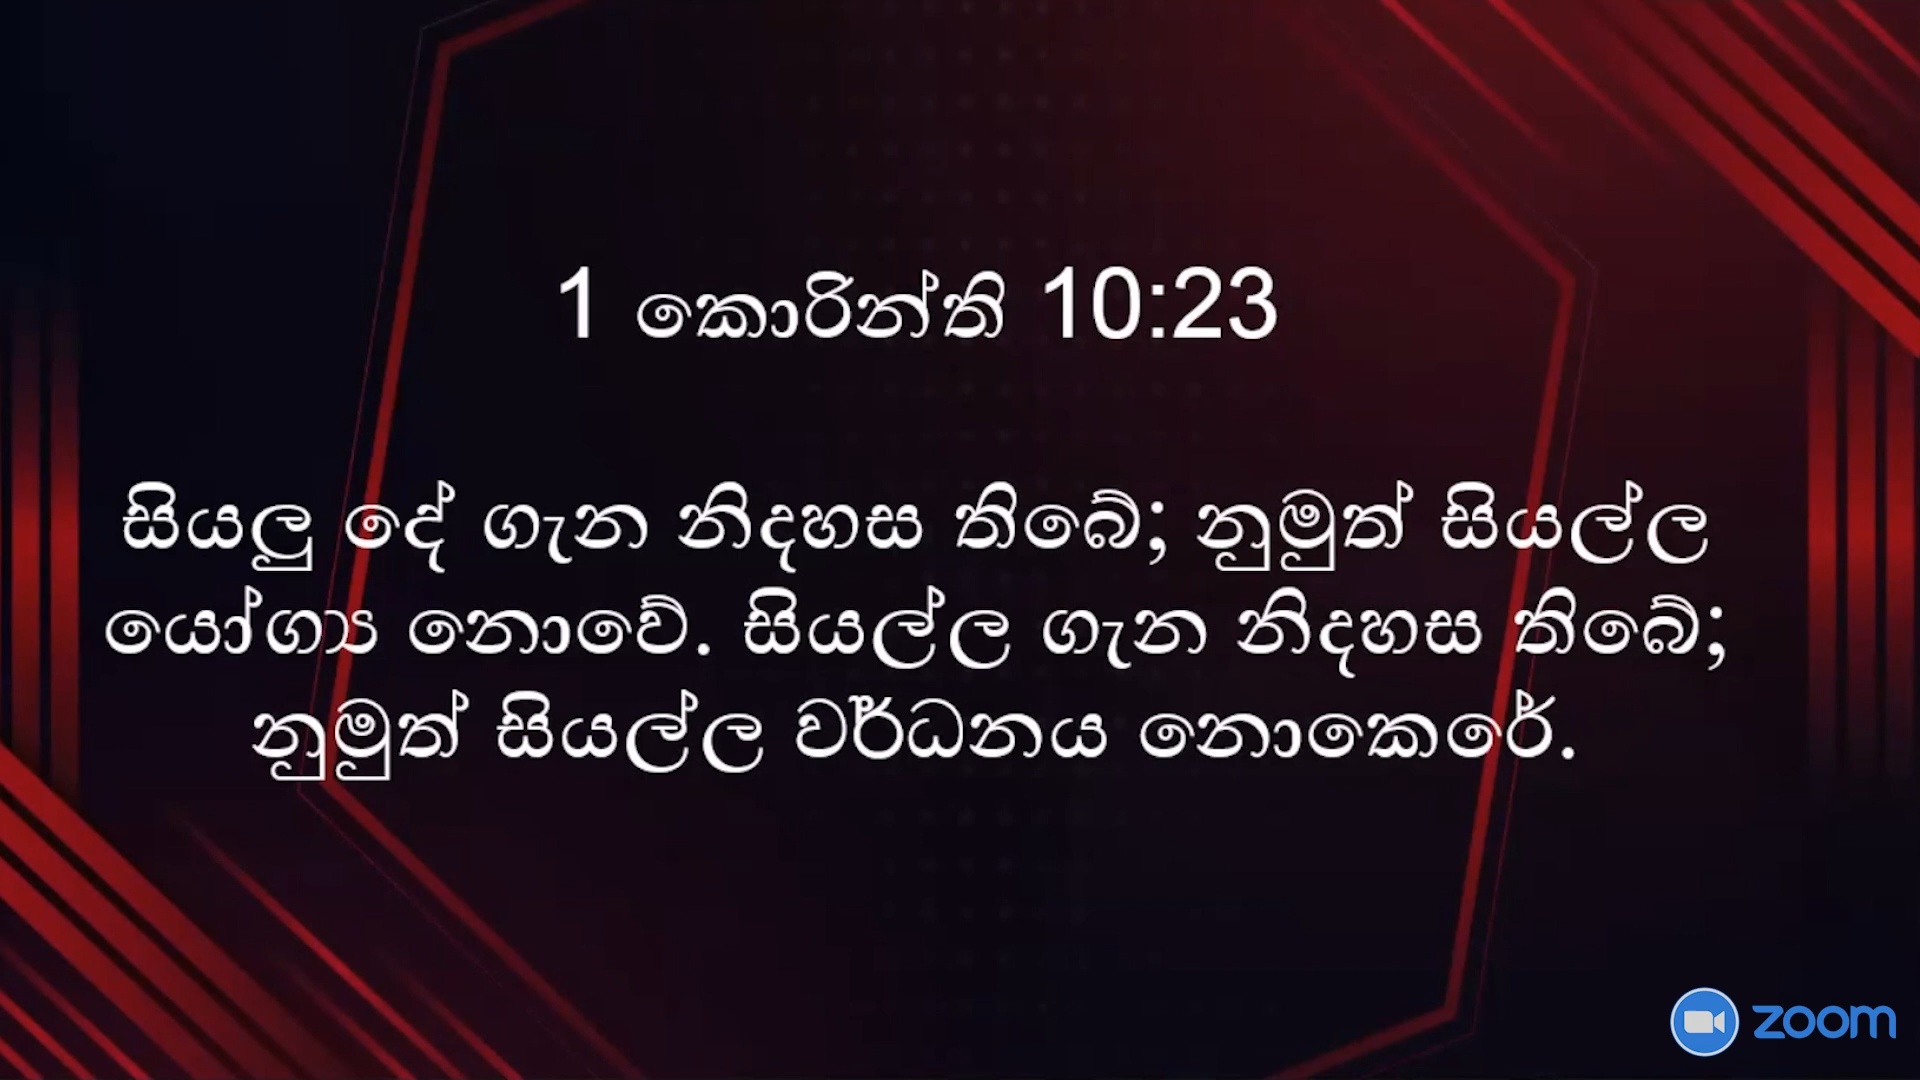 1 කොරින්ති 10:23
සියලු දේ ගැන නිදහස තිබේ; නුමුත් සියල්ල
යෝග්‍ය නොවේ. සියල්ල ගැන නිදහස තිබේ;
නුමුත් සියල්ල වර්ධනය නොකෙරේ.
zoom